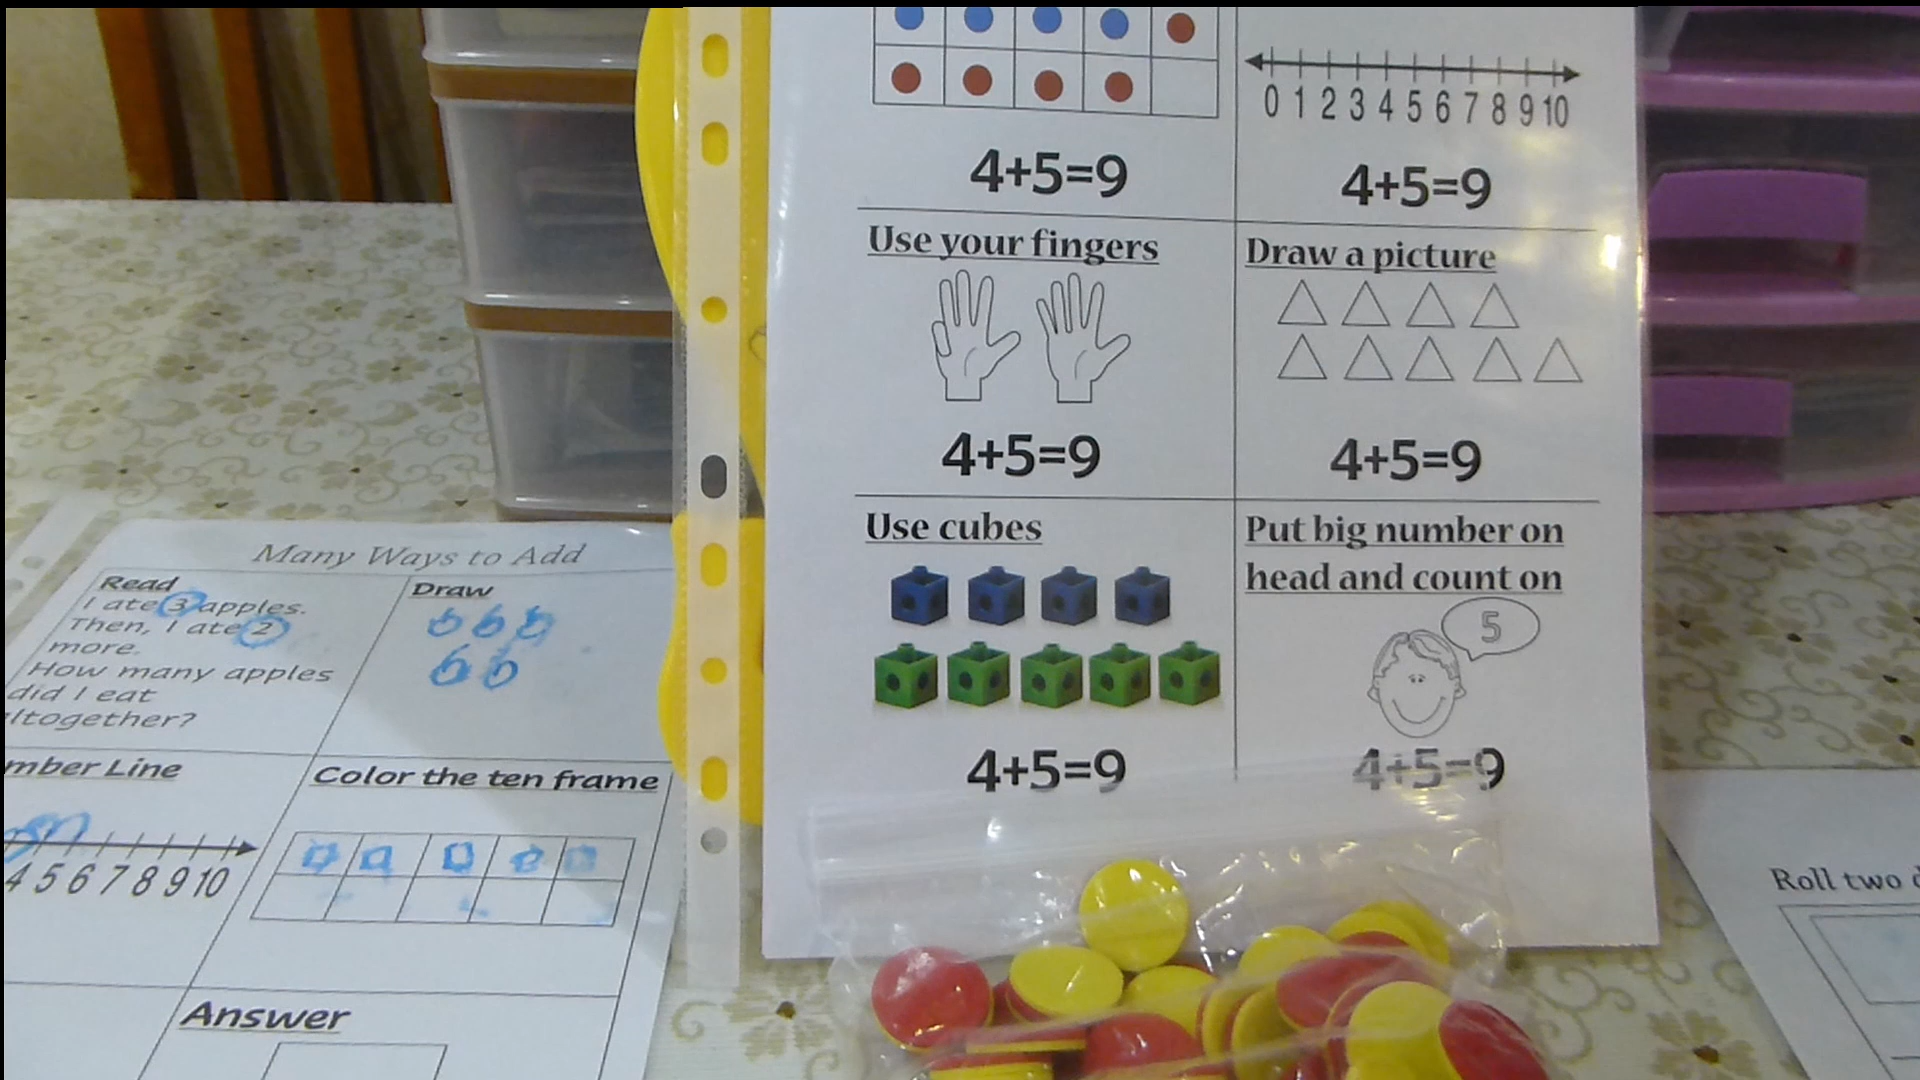 0 1 2 3 4 5 6 7 8 9 10
4+5=9
4+5=9
Use your fingers
4+5=9
Draw a picture
4+5=9
Use cubes
4+5=9
Put big number on
head and count on
5
4+5=9
Many Ways to Add
Read
I ate 3 apples.
Then, I ate 2
more.
How many apples
did I eat
ltogether?
Draw
mber Line
4 5 6 7 8 9 10
Color the ten frame
Answer
Roll two d